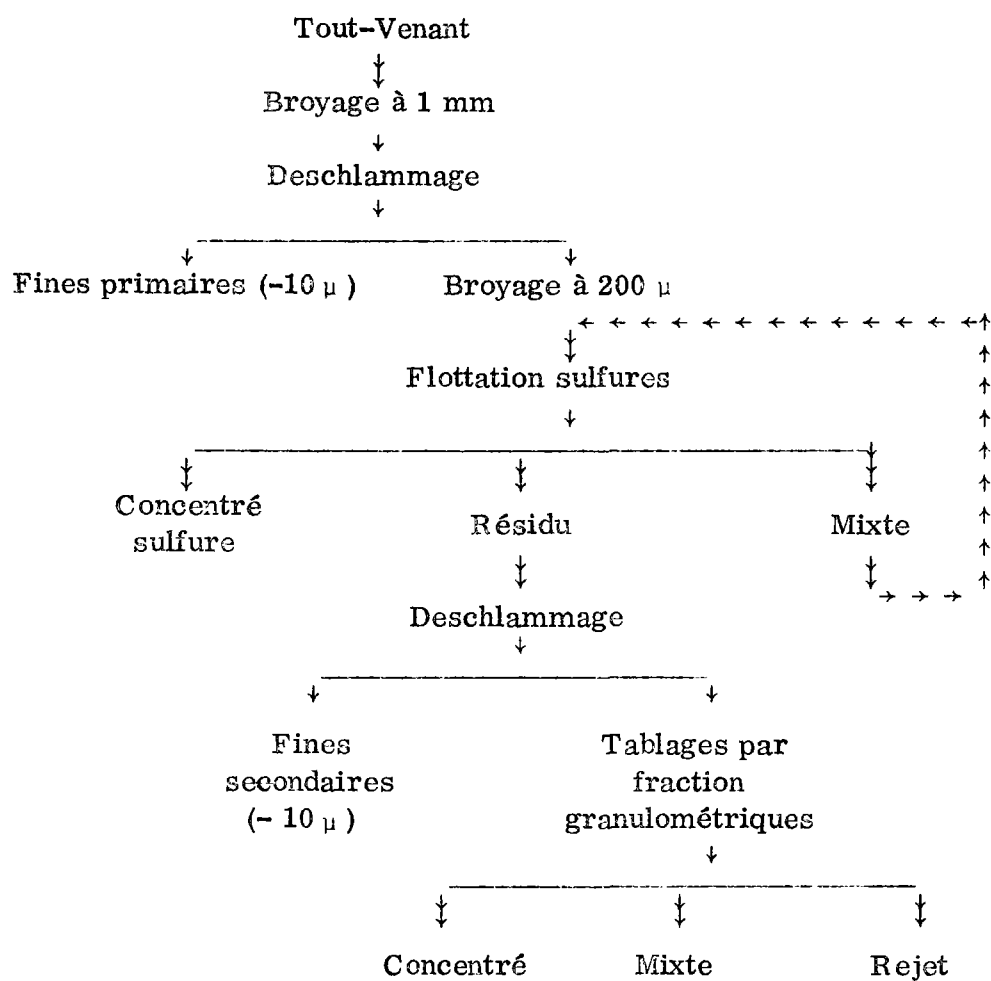 Tout-Venant
Broyage à 1 mm
Deschlammage
Fines primaires (-10 µ )
Broyage à 200 µ
Flottation sulfures
Concentré
sulfure
Résidu
Mixte
Deschlammage
Fines
secondaires
(- 10 µ )
Tablages par
fraction
granulométriques
Concentré
Mixte
Rejet